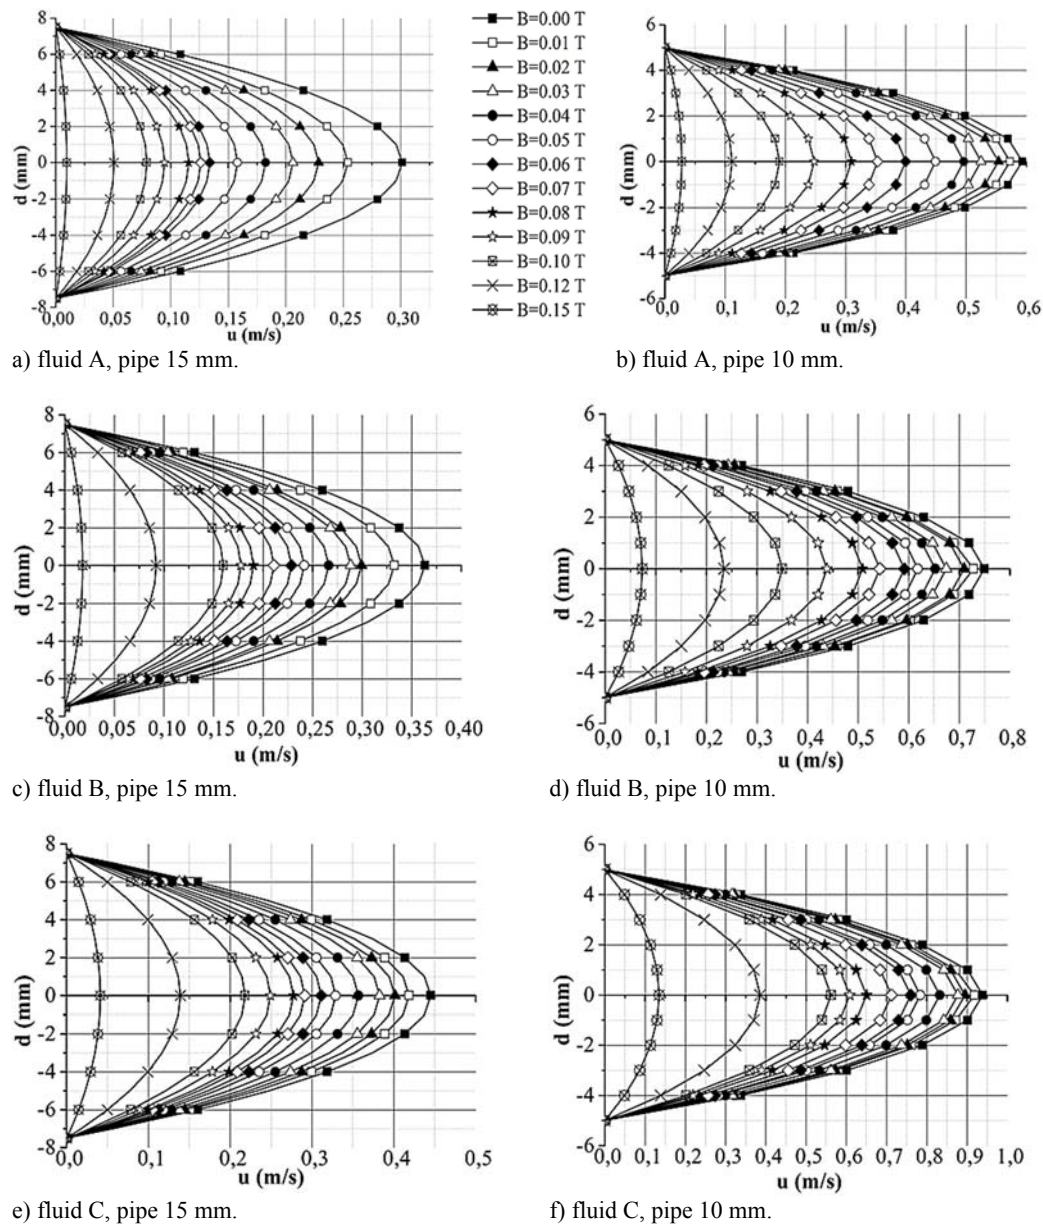 8
6
4
2
0
-2
-4
-6
-8
d (mm)
0,00 0,05 0,10 0,15 0,20 0,25 0,30
u (m/s)
B=0.00 T
B=0.01 T
B=0.02 T
B=0.03 T
B=0.04 T
B=0.05 T
B=0.06 T
B=0.07 T
B=0.08 T
B=0.09 T
B=0.10 T
B=0.12 T
B=0.15 T
6
4
2
0
-2
-4
-6
d (mm)
0,0 0,1 0,2 0,3 0,4 0,5 0,6
u (m/s)
a) fluid A, pipe 15 mm.
b) fluid A, pipe 10 mm.
8
6
4
2
0
-2
-4
-6
-8
d (mm)
0,00 0,05 0,10 0,15 0,20 0,25 0,30 0,35 0,40
u (m/s)
6
4
2
0
-2
-4
-6
d (mm)
0,0 0,1 0,2 0,3 0,4 0,5 0,6 0,7 0,8
u (m/s)
c) fluid B, pipe 15 mm.
d) fluid B, pipe 10 mm.
8
6
4
2
0
-2
-4
-6
-8
d (mm)
0,0 0,1 0,2 0,3 0,4 0,5
u (m/s)
6
4
2
0
-2
-4
-6
d (mm)
0,0 0,1 0,2 0,3 0,4 0,5 0,6 0,7 0,8 0,9 1,0
u (m/s)
e) fluid C, pipe 15 mm.
f) fluid C, pipe 10 mm.